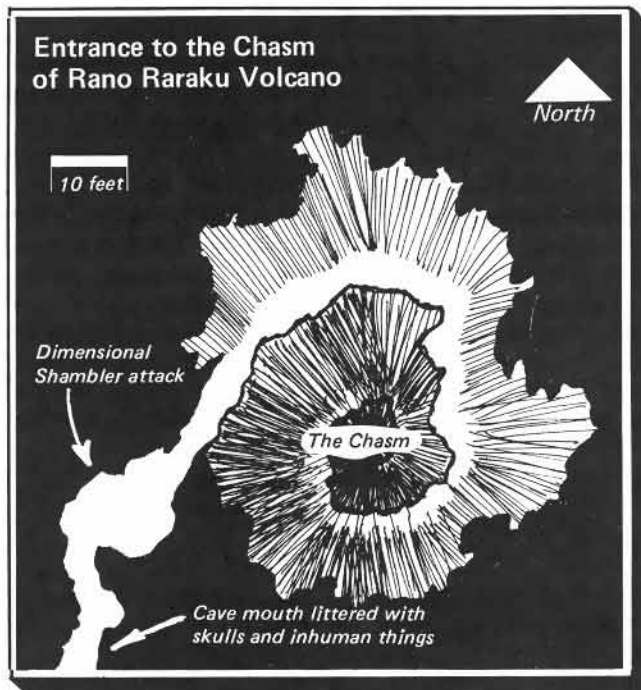 Entrance to the Chasm
of Rano Raraku Volcano
North
10 feet
Dimensional
Shambler attack
The Chasm
Cave mouth littered with
skulls and inhuman things